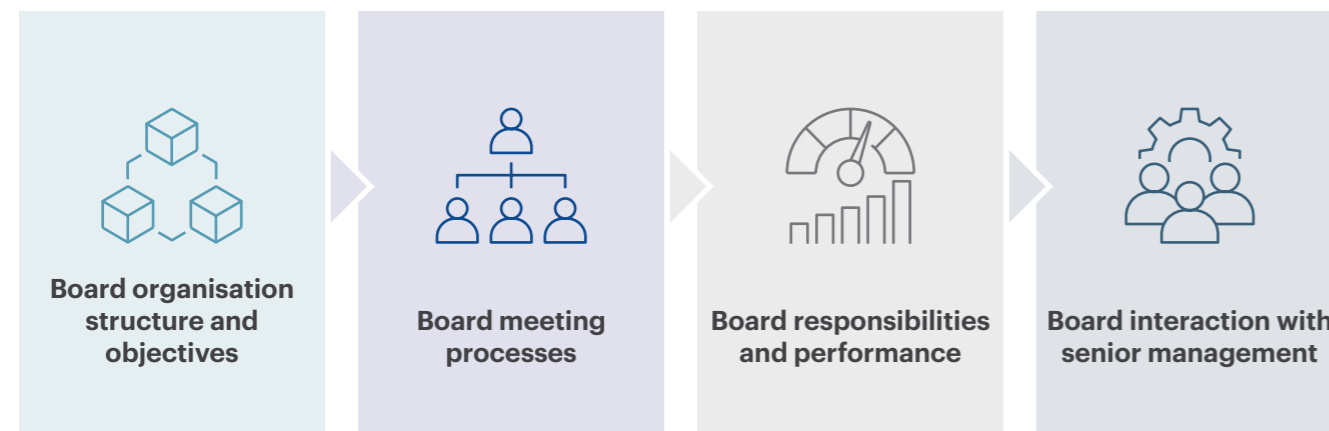 Board organisation
structure and
objectives
Board meeting
processes
Board responsibilities
and performance
Board interaction with
senior management